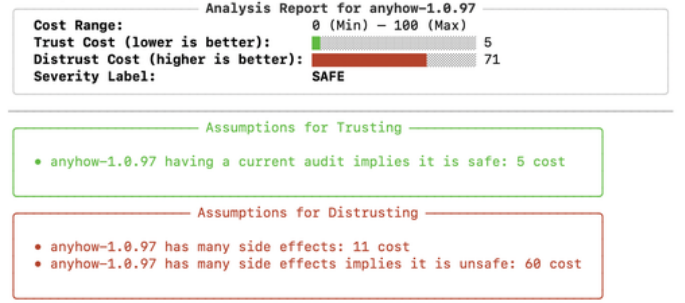 Analysis Report for anyhow-1.0.97
Cost Range: 0 (Min) — 100 (Max)
Trust Cost (lower is better): 5
Distrust Cost (higher is better): 71
Severity Label: SAFE
Assumptions for Trusting
• anyhow-1.0.97 having a current audit implies it is safe: 5 cost
Assumptions for Distrusting
• anyhow-1.0.97 has many side effects: 11 cost
• anyhow-1.0.97 has many side effects implies it is unsafe: 60 cost